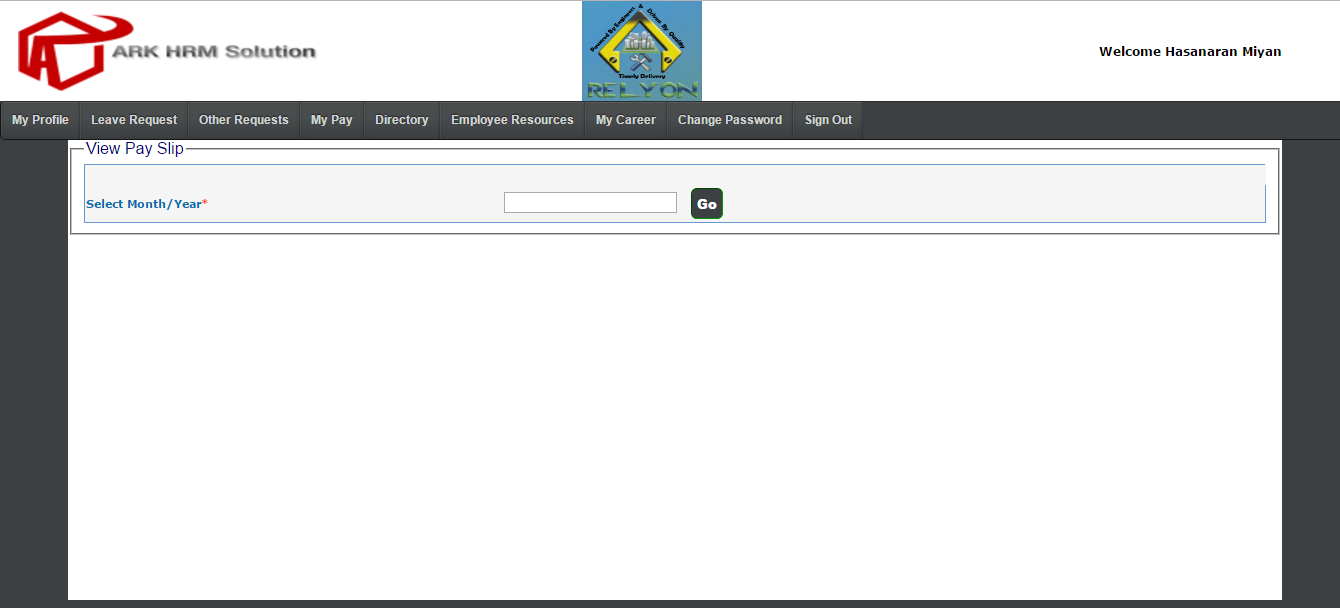 ARK HRM Solution
Powered By Engineers & Driven By Quality
Timely Delivery
RELYON
Welcome Hasanaran Miyan
My Profile Leave Request Other Requests My Pay Directory Employee Resources My Career Change Password Sign Out
View Pay Slip
Select Month/Year* Go